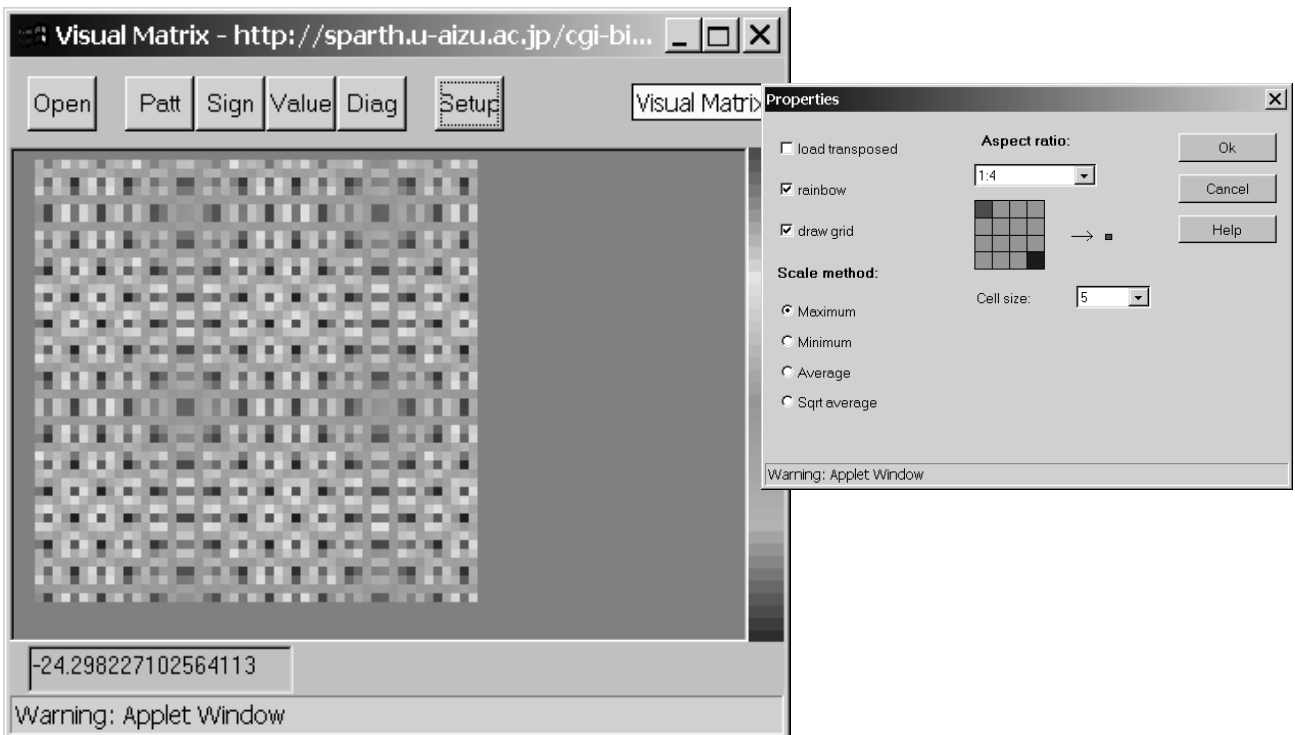 Visual Matrix - http://sparth.u-aizu.ac.jp/cgi-bi...
Open Patt Sign Value Diag Setup
-24.298227102564113
Warning: Applet Window
Properties
load transposed
rainbow
draw grid
Scale method:
Maximum
Minimum
Average
Sqrt average
Aspect ratio:
1:4
Cell size: 5
Ok
Cancel
Help
Warning: Applet Window